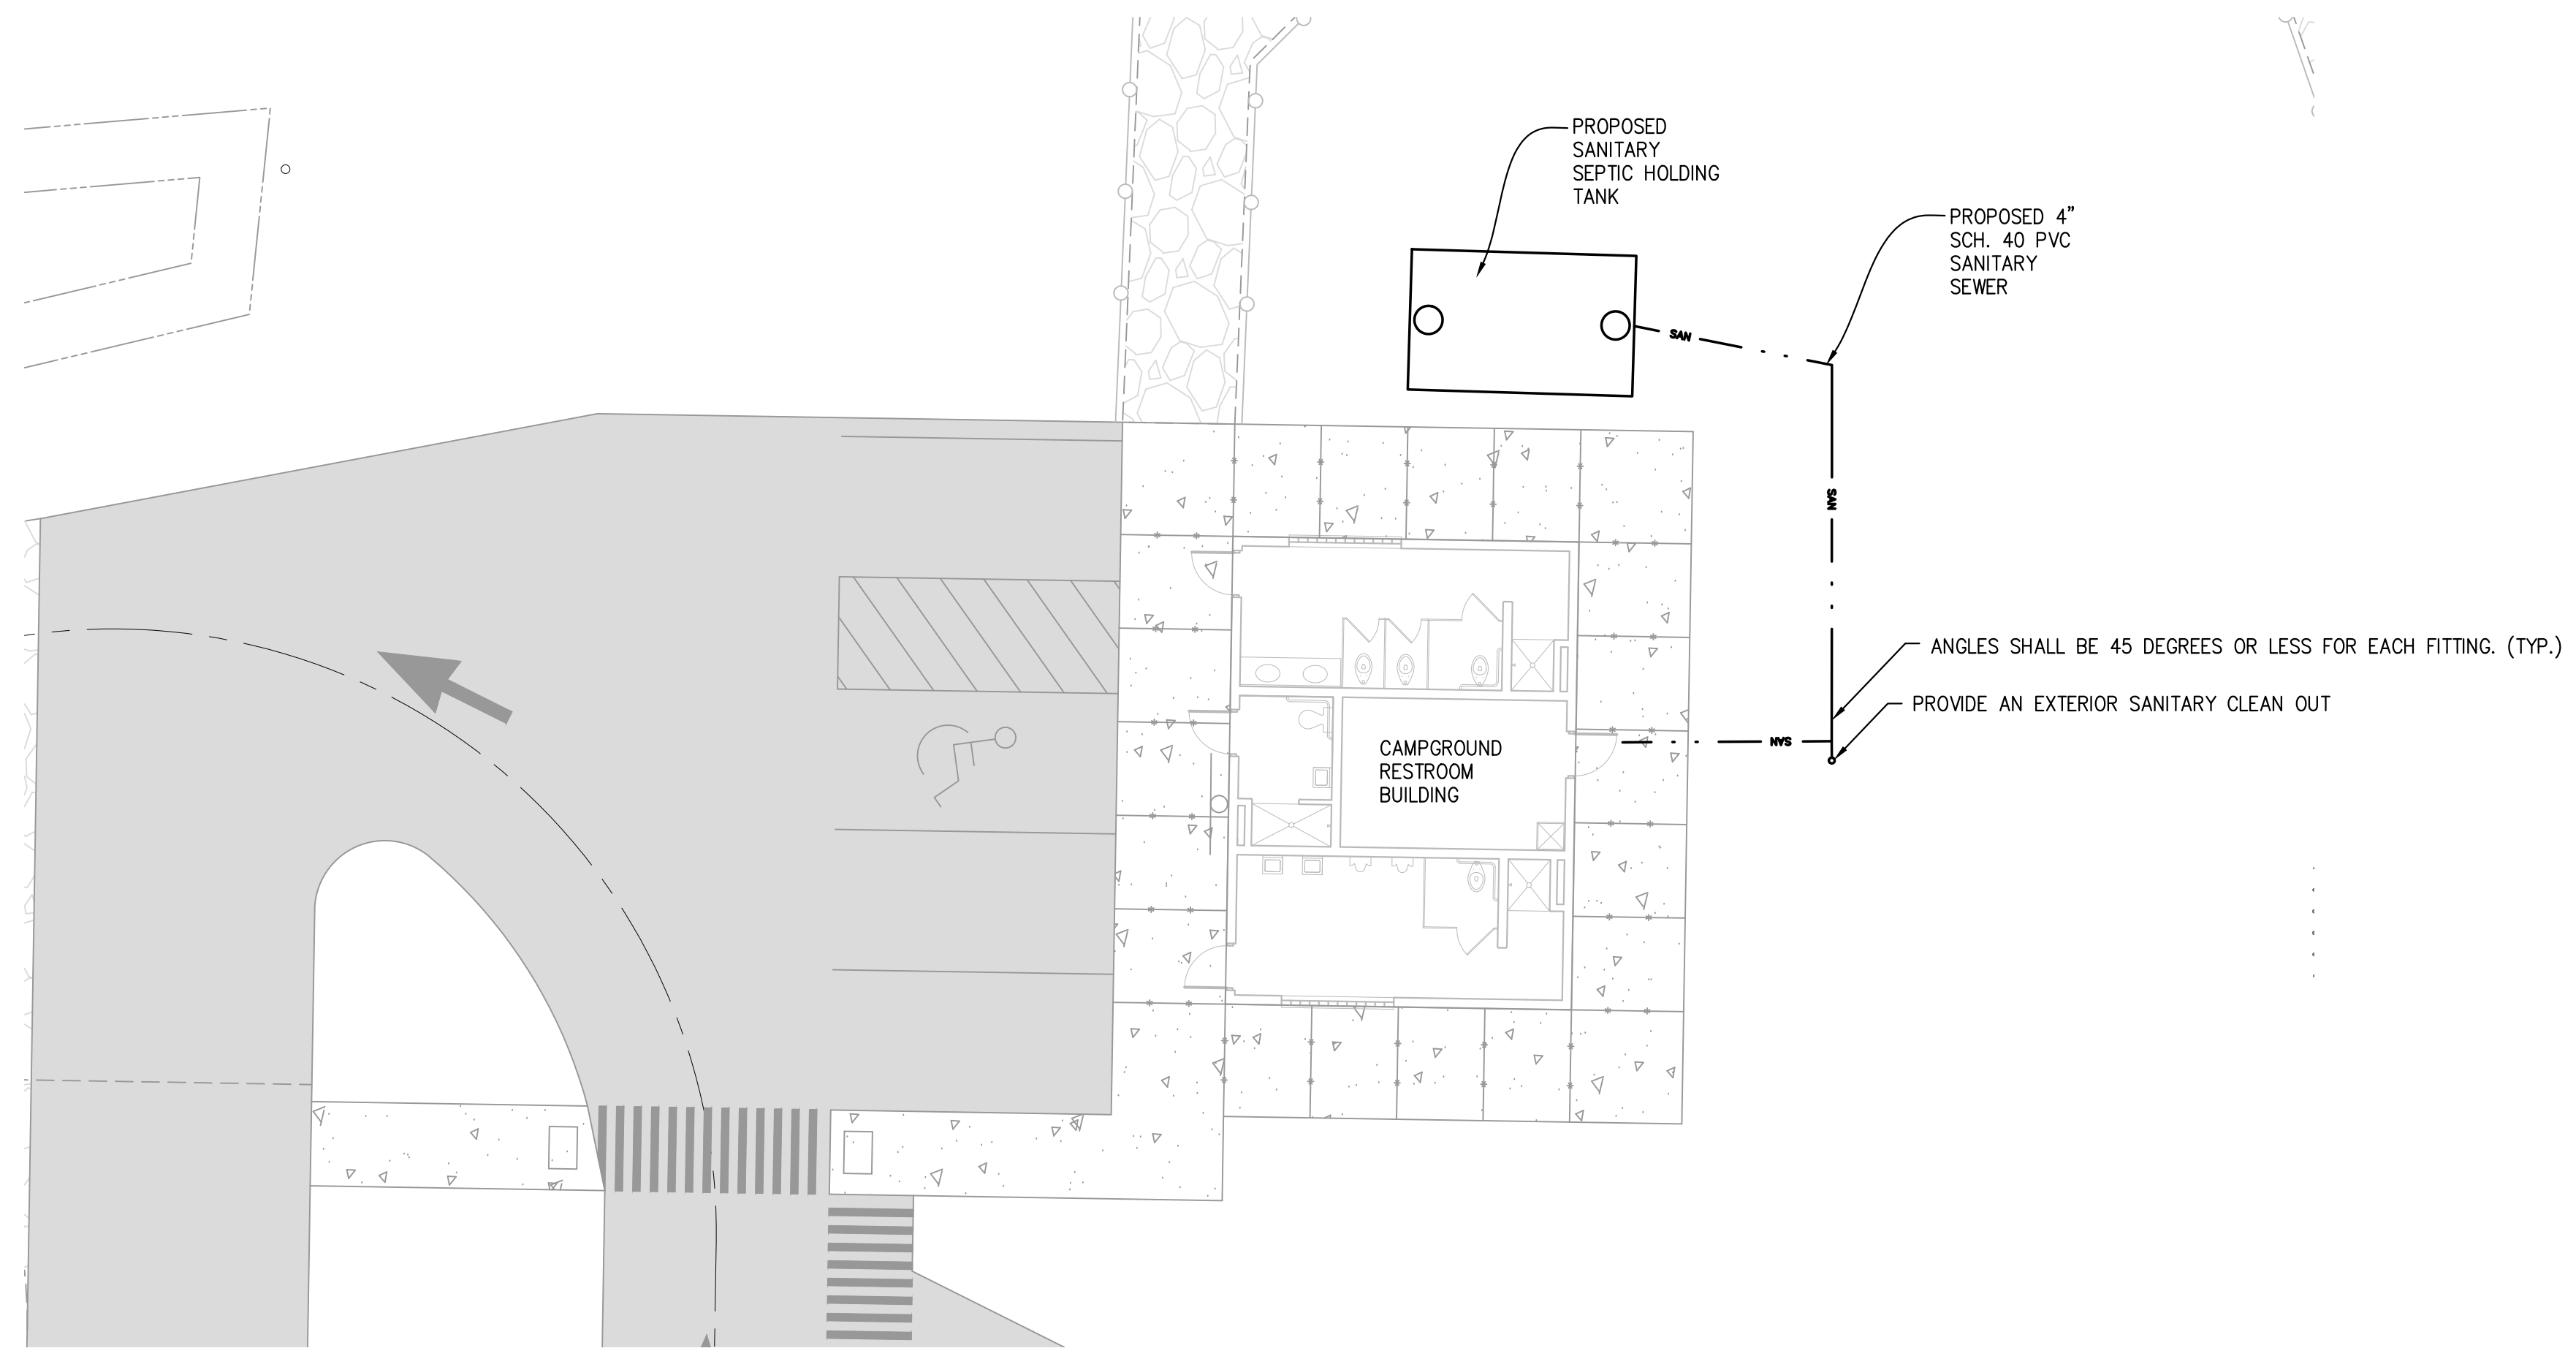 PROPOSED
SANITARY
SEPTIC HOLDING
TANK
PROPOSED 4"
SCH. 40 PVC
SANITARY
SEWER
SAN
SAN
ANGLES SHALL BE 45 DEGREES OR LESS FOR EACH FITTING. (TYP.)
PROVIDE AN EXTERIOR SANITARY CLEAN OUT
SAN
CAMPGROUND
RESTROOM
BUILDING